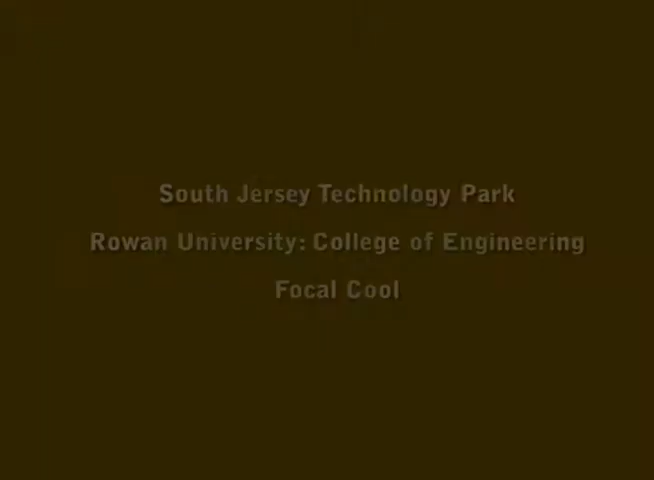 South Jersey Technology Park
Rowan University: College of Engineering
Focal Cool